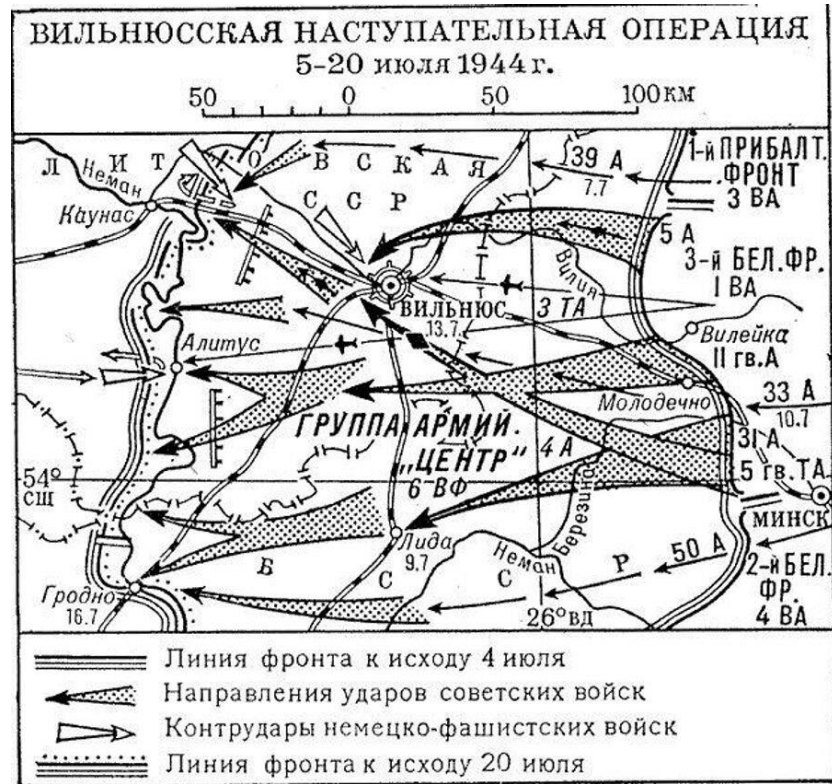 ВИЛЬНЮССКАЯ НАСТУПАТЕЛЬНАЯ ОПЕРАЦИЯ
5-20 июля 1944 г.
50 0 50 100 км
ЛИТОВСКАЯ
ССР
Неман
Каунас
39 А
7.7
1-й ПРИБАЛТ.
ФРОНТ
3 ВА
5 А
3-й БЕЛ. ФР.
1 ВА
Вилия
ВИЛЬНЮС
13.7
3 ТА
Вилейка
11 гв. А
Алитус
Молодечно
33 А
10.7
ГРУППА АРМИЙ
„ЦЕНТР"
6 ВФ
4 А
31 А
5 гв. ТА
54°
сш
МИНСК
Березина
Лида
9.7
Неман
50 А
2-й БЕЛ.
ФР.
4 ВА
Б С С Р
Гродно
16.7
26° вд
Линия фронта к исходу 4 июля
Направления ударов советских войск
Контрудары немецко-фашистских войск
Линия фронта к исходу 20 июля